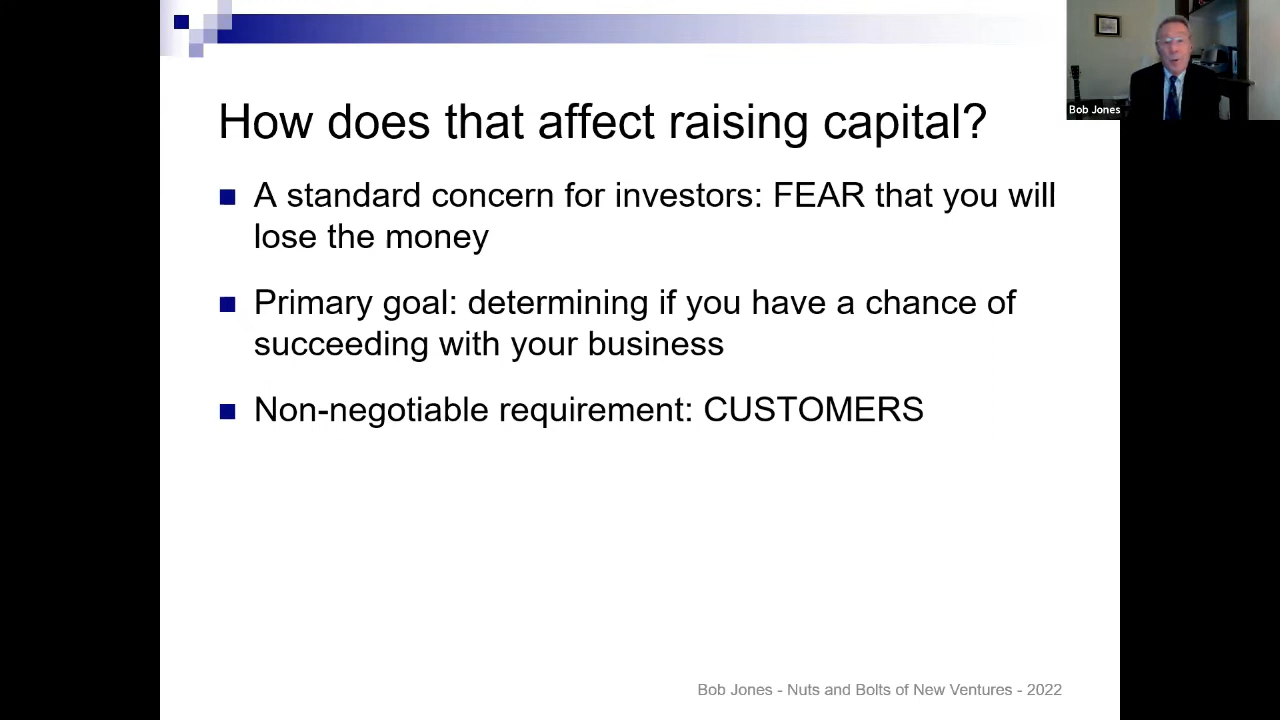 How does that affect raising capital?
A standard concern for investors: FEAR that you will
lose the money
Primary goal: determining if you have a chance of
succeeding with your business
Non-negotiable requirement: CUSTOMERS
Bob Jones - Nuts and Bolts of New Ventures - 2022
Bob Jones